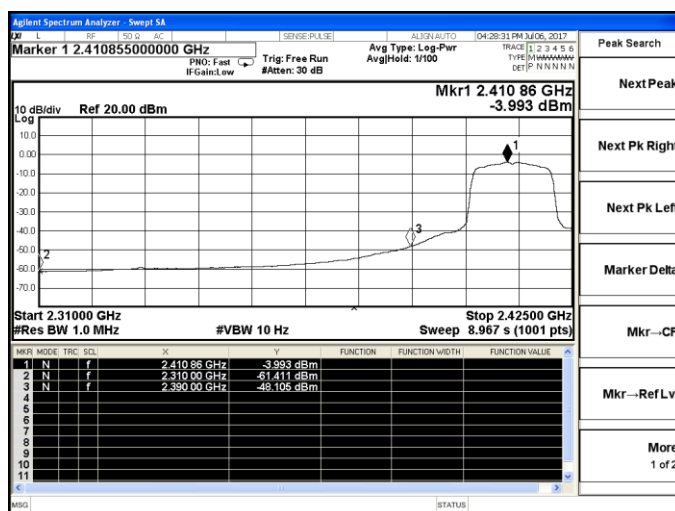 Agilent Spectrum Analyzer - Swept SA
L RF 50 Ω AC SENSE:PULSE ALIGN AUTO 04:28:31 PM Jul 06, 2017
Marker 1 2.410855000000 GHz
PNO: Fast
IFGain:Low
Trig: Free Run
#Atten: 30 dB
Avg Type: Log-Pwr
Avg|Hold: 1/100
TRACE 1 2 3 4 5 6
TYPE M WWWWW
DET P N N N N N
Peak Search
Mkr1 2.410 86 GHz
-3.993 dBm
10 dB/div Ref 20.00 dBm
Log
10.0
0.00
-10.0
-20.0
-30.0
-40.0
-50.0
-60.0
-70.0
1
2
3
Start 2.31000 GHz Stop 2.42500 GHz
#Res BW 1.0 MHz #VBW 10 Hz Sweep 8.967 s (1001 pts)
MKR MODE TRC SCL X Y FUNCTION FUNCTION WIDTH FUNCTION VALUE
1 N f 2.410 86 GHz -3.993 dBm
2 N f 2.310 00 GHz -61.411 dBm
3 N f 2.390 00 GHz -48.105 dBm
4
5
6
7
8
9
10
11
MSG STATUS
Next Peak
Next Pk Right
Next Pk Left
Marker Delta
Mkr→CF
Mkr→Ref Lv
More
1 of 2